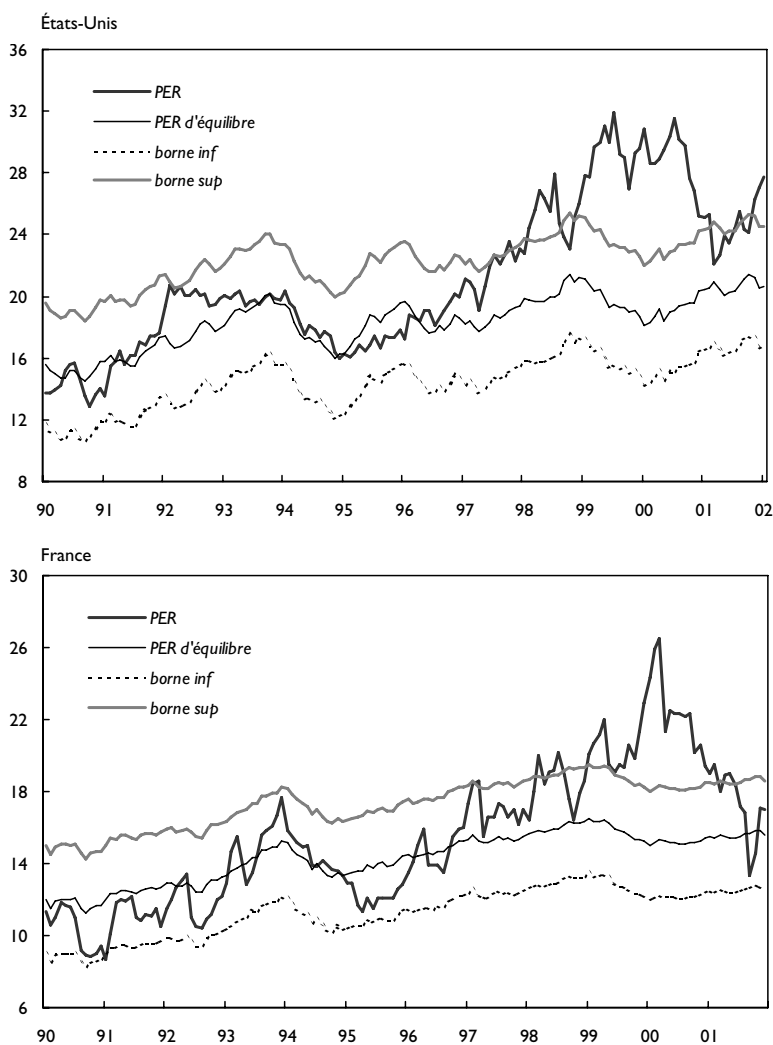 États-Unis
36
32
28
24
20
16
12
8
PER
PER d'équilibre
borne inf
borne sup
90 91 92 93 94 95 96 97 98 99 00 01 02
France
30
26
22
18
14
10
6
PER
PER d'équilibre
borne inf
borne sup
90 91 92 93 94 95 96 97 98 99 00 01